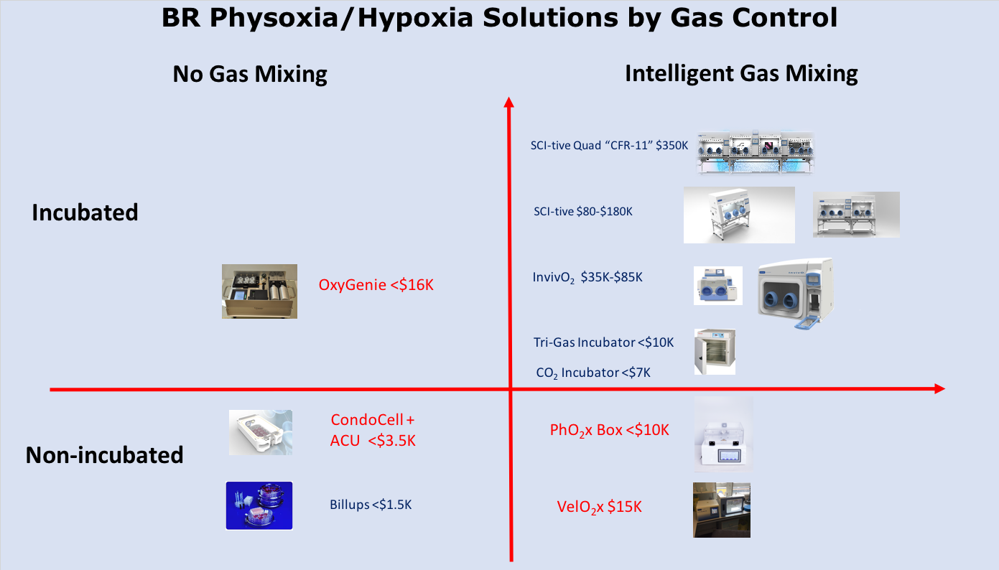 BR Physoxia/Hypoxia Solutions by Gas Control
No Gas Mixing
Intelligent Gas Mixing
SCI-tive Quad “CFR-11” $350K
Incubated
SCI-tive $80-$180K
InvivO₂ $35K-$85K
OxyGenie <$16K
Tri-Gas Incubator <$10K
CO₂ Incubator <$7K
CondoCell +
ACU <$3.5K
PhO₂x Box <$10K
Non-incubated
Billups <$1.5K
VelO₂x $15K